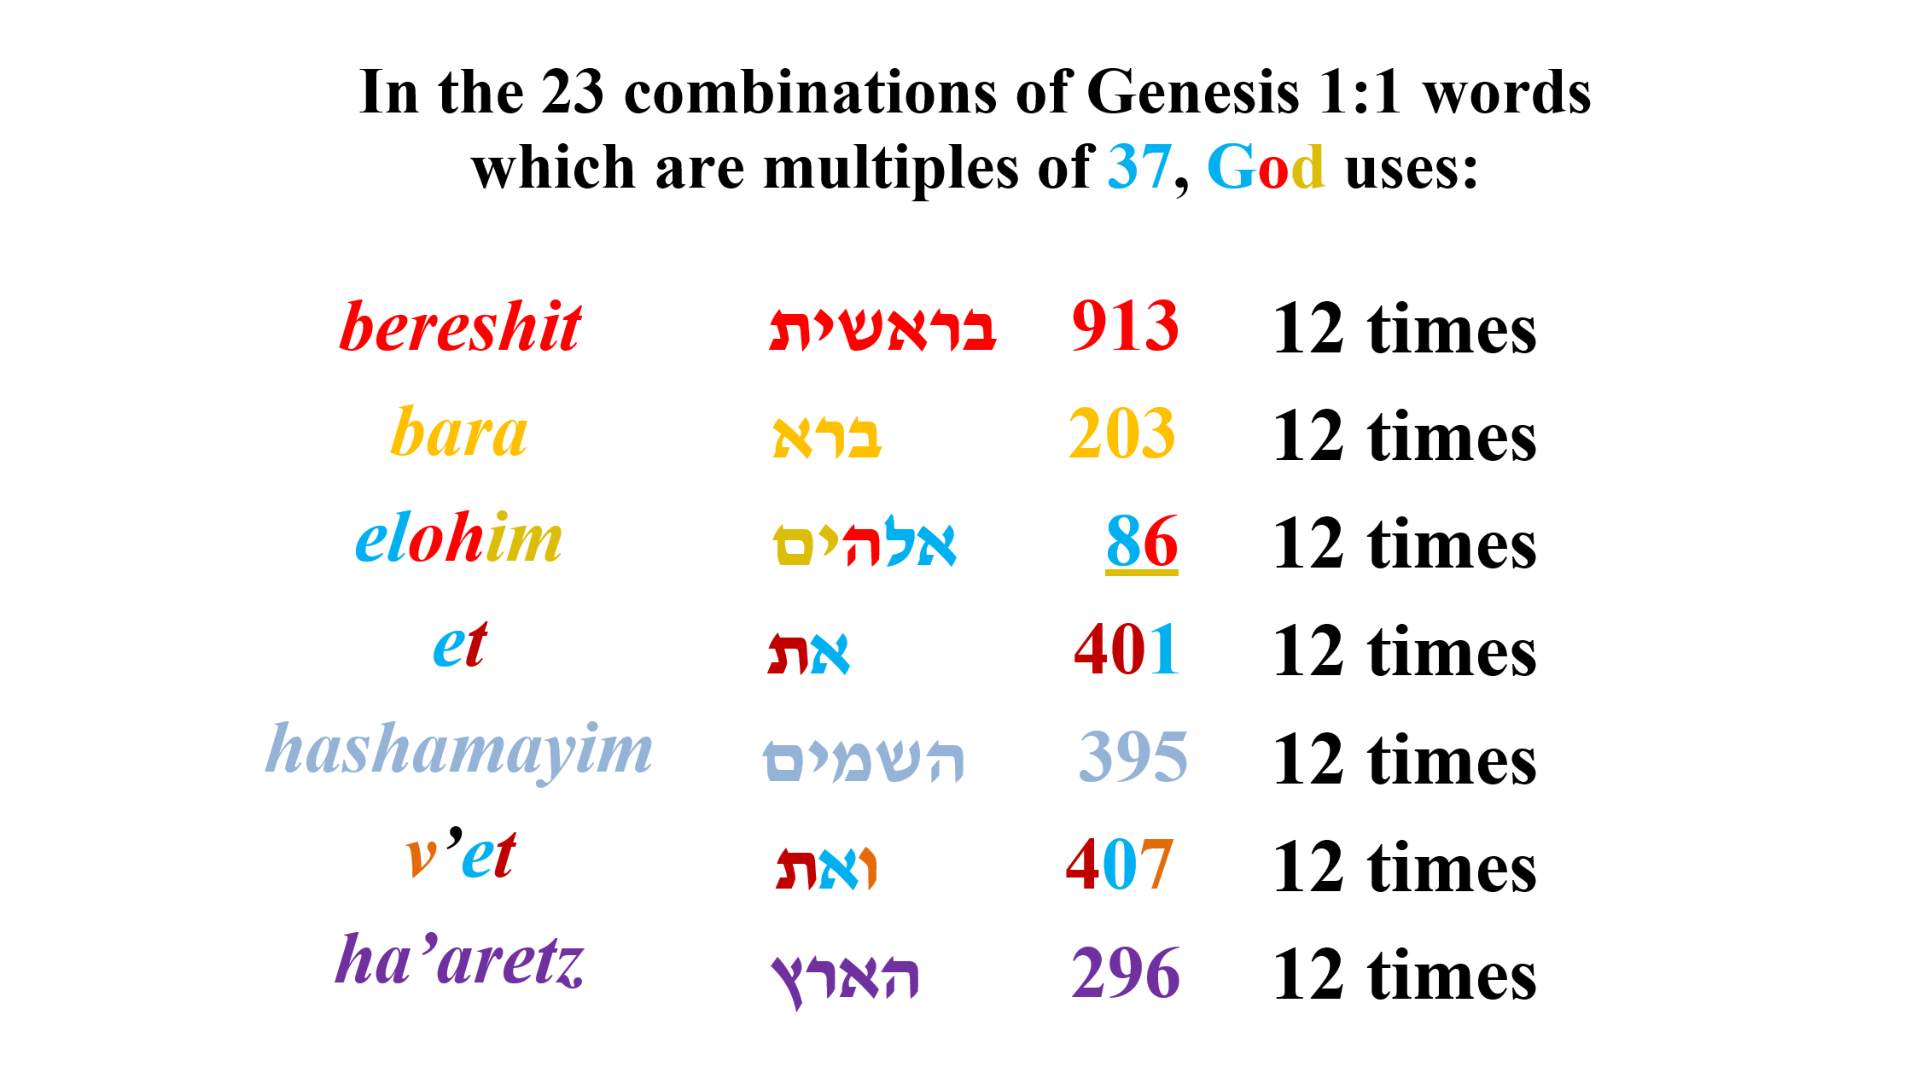 In the 23 combinations of Genesis 1:1 words
which are multiples of 37, God uses:
bereshit בראשית 913 12 times
bara ברא 203 12 times
elohim אלהים 86 12 times
et את 401 12 times
hashamayim השמים 395 12 times
v’et ואת 407 12 times
ha’aretz הארץ 296 12 times